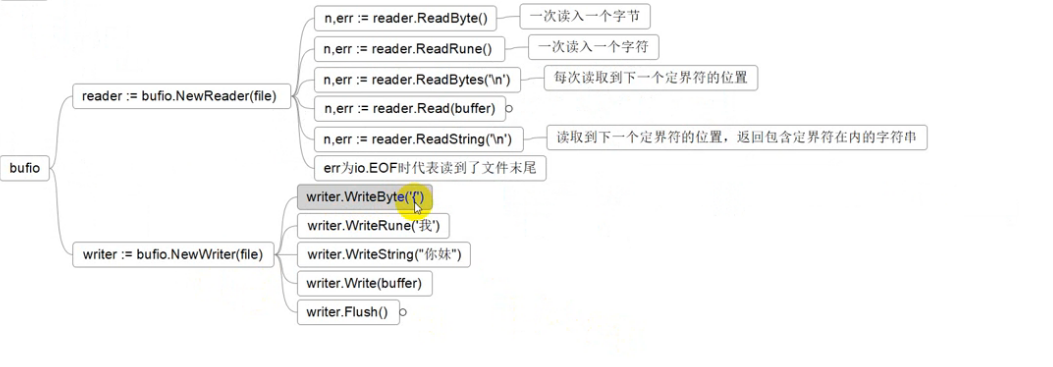 bufio
reader := bufio.NewReader(file)
n,err := reader.ReadByte()
一次读入一个字节
n,err := reader.ReadRune()
一次读入一个字符
n,err := reader.ReadBytes('\n')
每次读取到下一个定界符的位置
n,err := reader.Read(buffer)
n,err := reader.ReadString('\n')
读取到下一个定界符的位置，返回包含定界符在内的字符串
err为io.EOF时代表读到了文件末尾
writer := bufio.NewWriter(file)
writer.WriteByte('{')
writer.WriteRune('我')
writer.WriteString("你妹")
writer.Write(buffer)
writer.Flush()